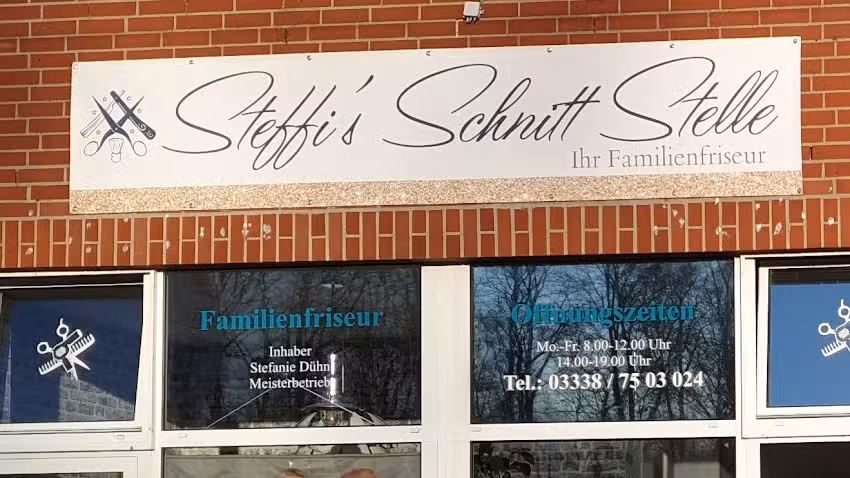 Steffi's Schnitt Stelle
Ihr Familienfriseur
Familienfriseur
Inhaber
Stefanie Dühn
Meisterbetrieb
Öffnungszeiten
Mo.-Fr. 8.00-12.00 Uhr
14.00-19.00 Uhr
Tel.: 03338 / 75 03 024